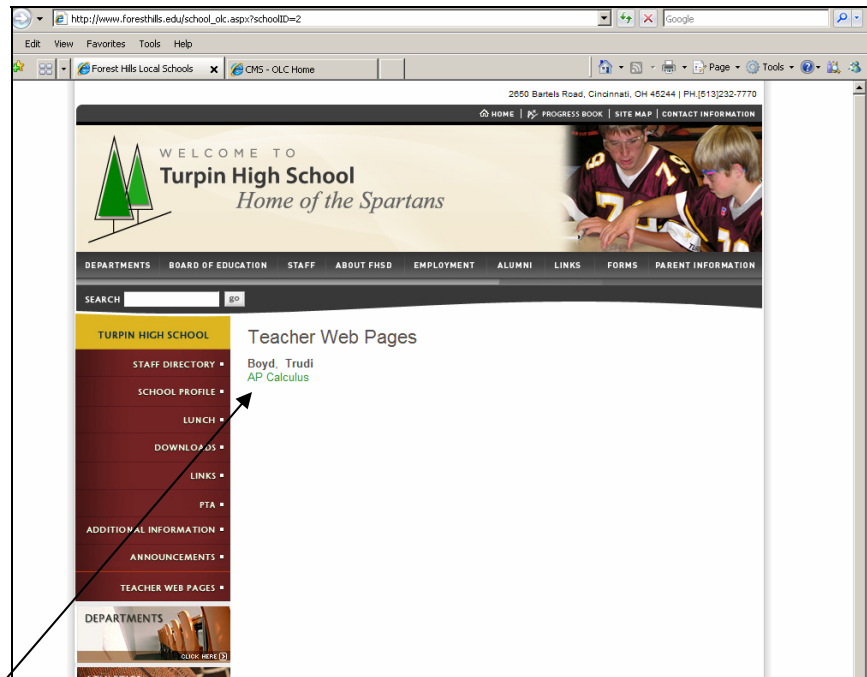 http://www.foresthills.edu/school_olc.aspx?schoolID=2
Google
Edit View Favorites Tools Help
Forest Hills Local Schools
CMS - OLC Home
Page
Tools
2650 Bartels Road, Cincinnati, OH 45244 | PH.[513]232-7770
HOME | PROGRESS BOOK | SITE MAP | CONTACT INFORMATION
WELCOME TO
Turpin High School
Home of the Spartans
DEPARTMENTS BOARD OF EDUCATION STAFF ABOUT FHSD EMPLOYMENT ALUMNI LINKS FORMS PARENT INFORMATION
SEARCH go
TURPIN HIGH SCHOOL
STAFF DIRECTORY
SCHOOL PROFILE
LUNCH
DOWNLOADS
LINKS
PTA
ADDITIONAL INFORMATION
ANNOUNCEMENTS
TEACHER WEB PAGES
DEPARTMENTS
CLICK HERE
Teacher Web Pages
Boyd, Trudi
AP Calculus
79